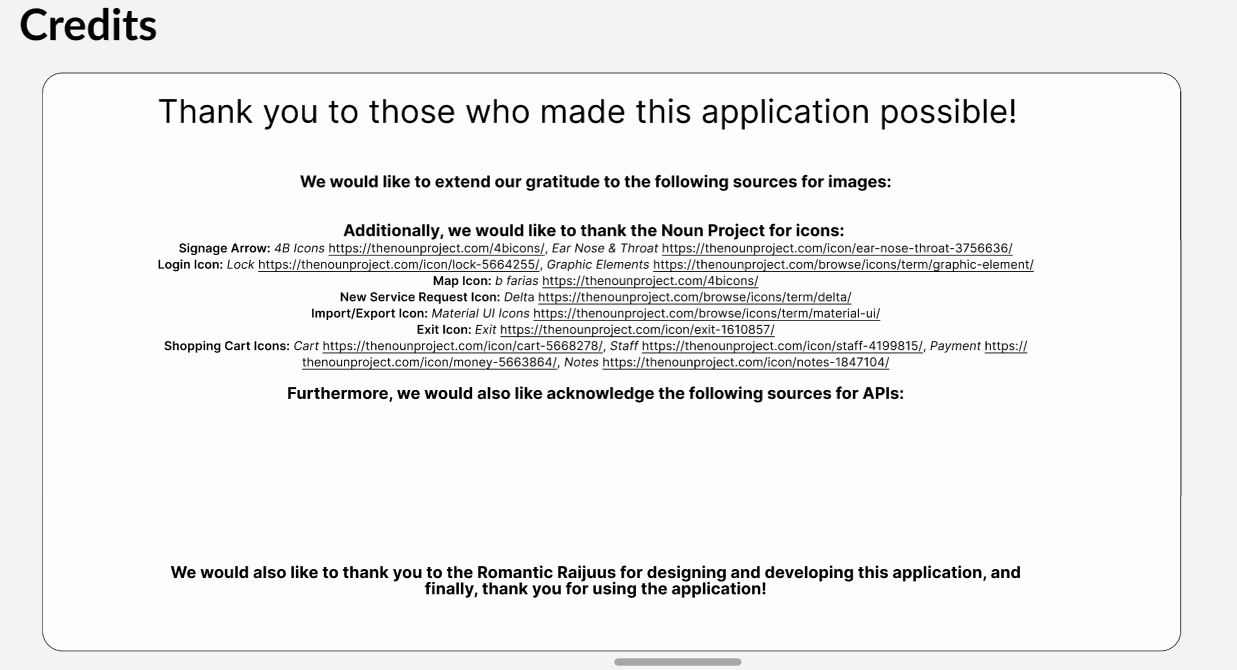 Credits
Thank you to those who made this application possible!
We would like to extend our gratitude to the following sources for images:
Additionally, we would like to thank the Noun Project for icons:
Signage Arrow: 4B Icons https://thenounproject.com/4bicons/, Ear Nose & Throat https://thenounproject.com/icon/ear-nose-throat-3756636/
Login Icon: Lock https://thenounproject.com/icon/lock-5664255/, Graphic Elements https://thenounproject.com/browse/icons/term/graphic-element/
Map Icon: b farias https://thenounproject.com/4bicons/
New Service Request Icon: Delta https://thenounproject.com/browse/icons/term/delta/
Import/Export Icon: Material UI Icons https://thenounproject.com/browse/icons/term/material-ui/
Exit Icon: Exit https://thenounproject.com/icon/exit-1610857/
Shopping Cart Icons: Cart https://thenounproject.com/icon/cart-5668278/, Staff https://thenounproject.com/icon/staff-4199815/, Payment https://
thenounproject.com/icon/money-5663864/, Notes https://thenounproject.com/icon/notes-1847104/
Furthermore, we would also like acknowledge the following sources for APIs:
We would also like to thank you to the Romantic Raijuus for designing and developing this application, and
finally, thank you for using the application!